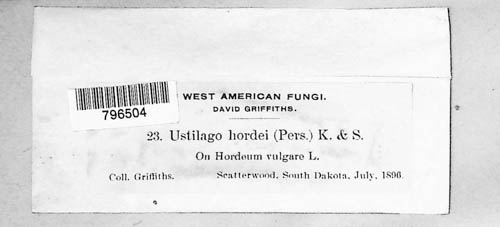 WEST AMERICAN FUNGI.
DAVID GRIFFITHS.
796504
23. Ustilago hordei (Pers.) K. & S.
On Hordeum vulgare L.
Coll. Griffiths. Scatterwood, South Dakota, July, 1896.